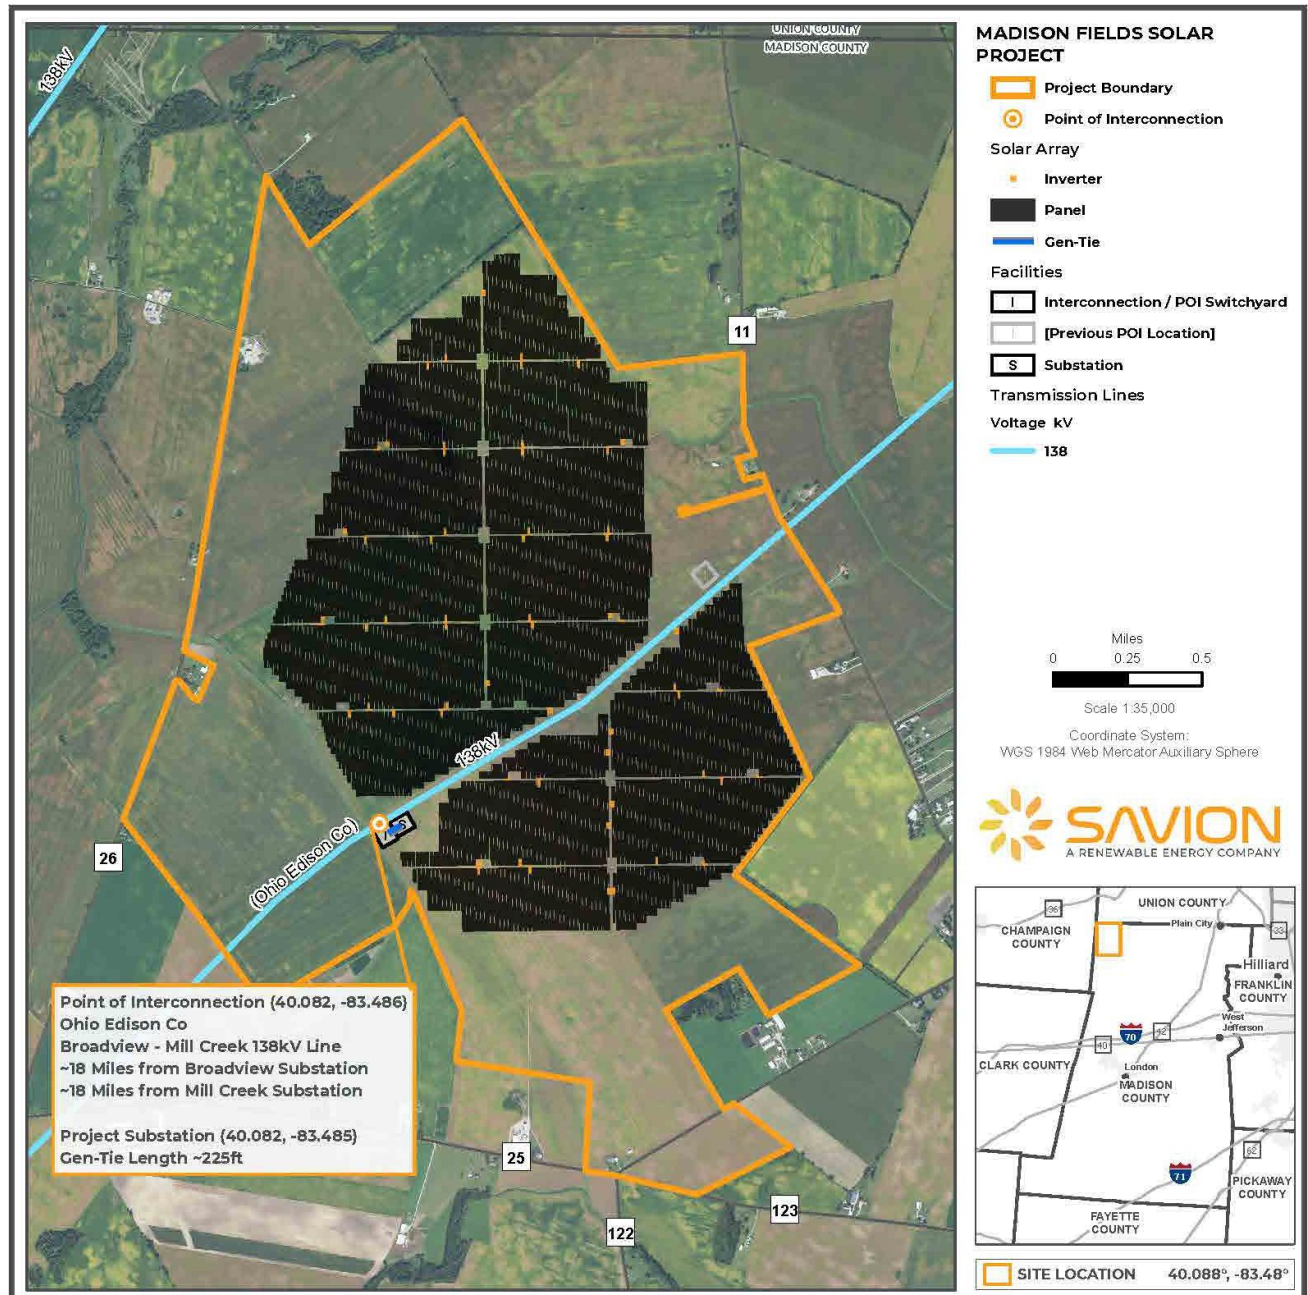 UNION COUNTY
MADISON COUNTY
138kV
11
138kV
(Ohio Edison Co)
S
26
Point of Interconnection (40.082, -83.486)
Ohio Edison Co
Broadview - Mill Creek 138kV Line
~18 Miles from Broadview Substation
~18 Miles from Mill Creek Substation
Project Substation (40.082, -83.485)
Gen-Tie Length ~225ft
25
122
123
MADISON FIELDS SOLAR
PROJECT
Project Boundary
Point of Interconnection
Solar Array
Inverter
Panel
Gen-Tie
Facilities
I Interconnection / POI Switchyard
I [Previous POI Location]
S Substation
Transmission Lines
Voltage kV
138
Miles
0 0.25 0.5
Scale 1:35,000
Coordinate System:
WGS 1984 Web Mercator Auxiliary Sphere
SAVION
A RENEWABLE ENERGY COMPANY
36
UNION COUNTY
CHAMPAIGN
COUNTY
Plain City
33
Hilliard
FRANKLIN
COUNTY
West
Jefferson
70
42
40
CLARK COUNTY
London
MADISON
COUNTY
62
71
PICKAWAY
COUNTY
FAYETTE
COUNTY
SITE LOCATION 40.088°, -83.48°